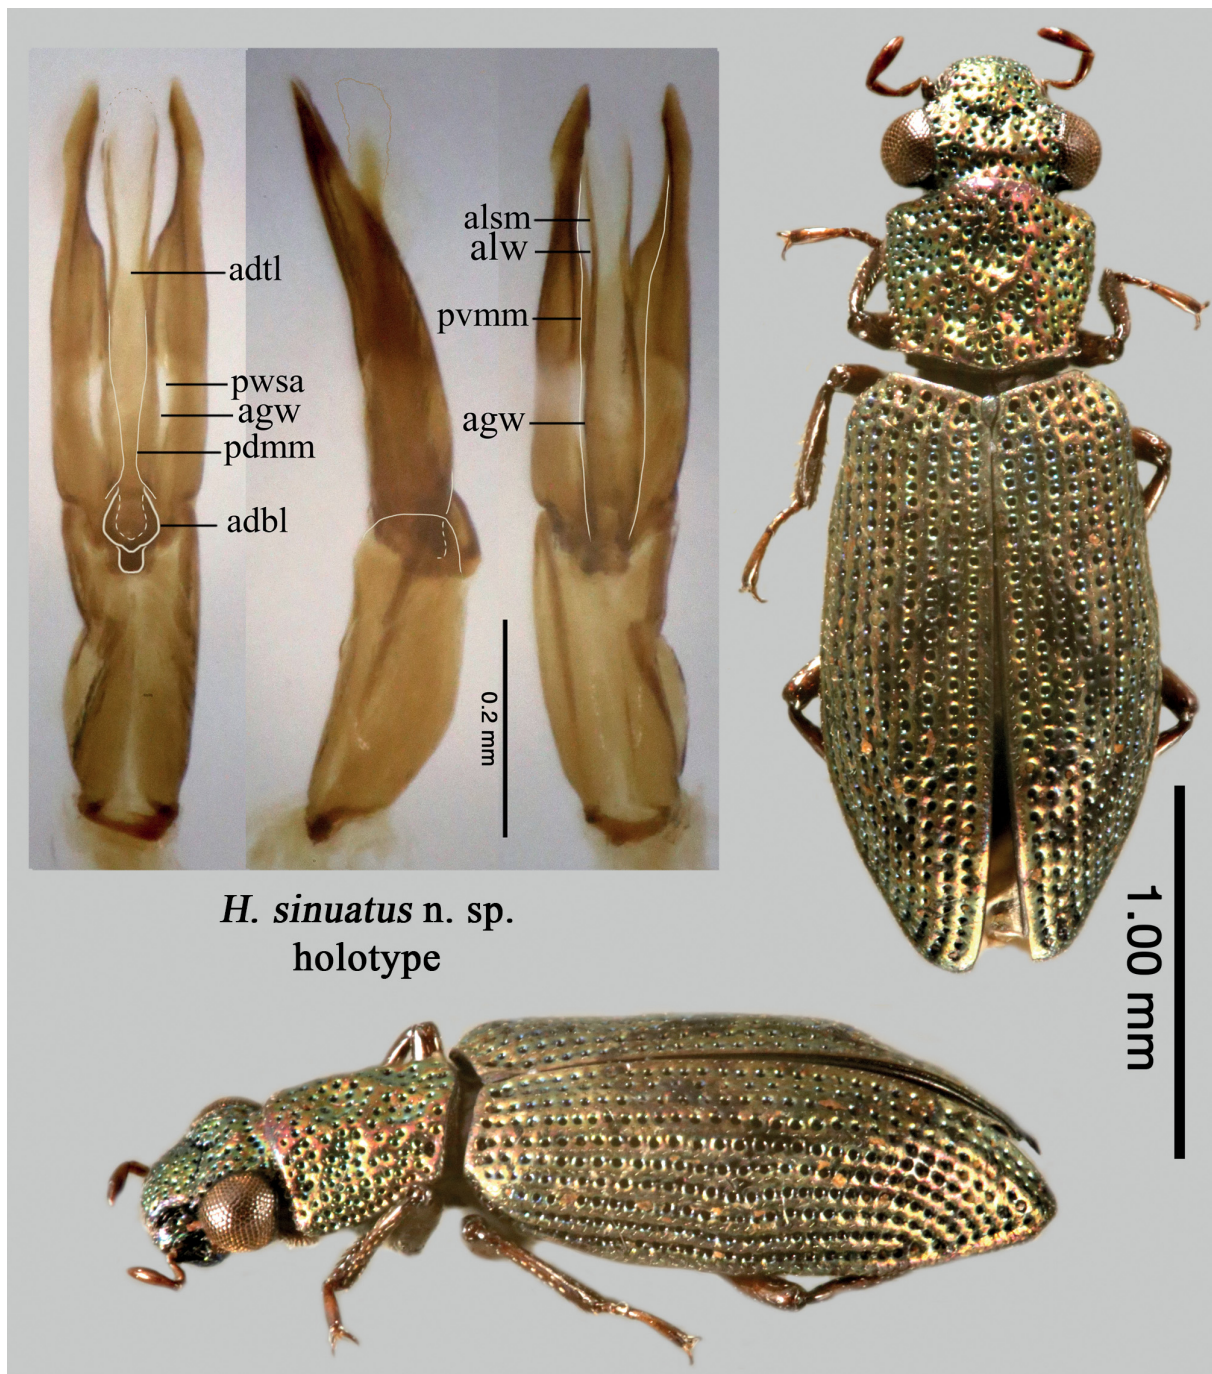 adtl
pwsa
agw
pdmm
adbl
alsm
alw
pvmm
agw
0.2 mm
H. sinuatus n. sp.
holotype
1.00 mm